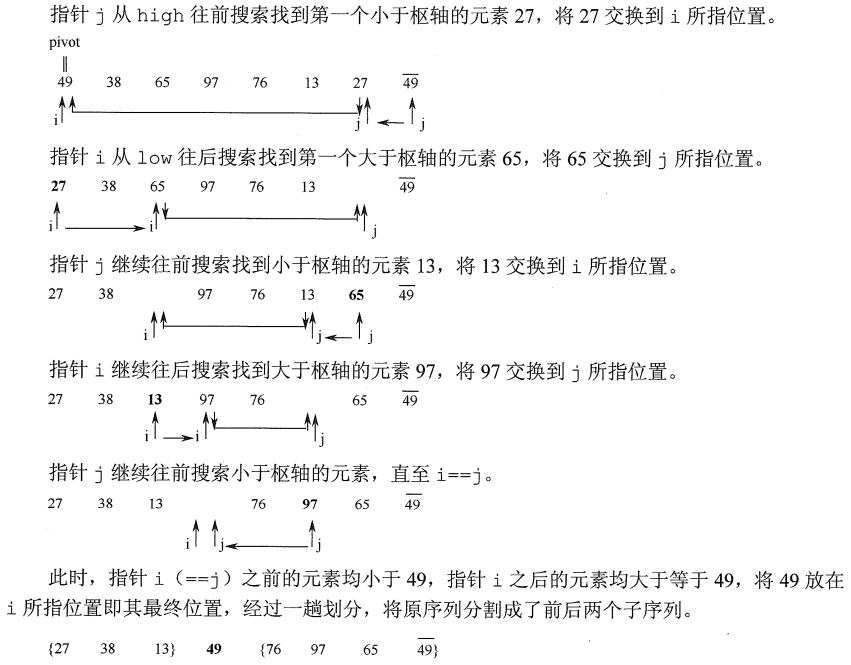 指针 j 从 high 往前搜索找到第一个小于枢轴的元素 27，将 27 交换到 i 所指位置。
pivot
49 38 65 97 76 13 27 4̅9̅
i j j
指针 i 从 low 往后搜索找到第一个大于枢轴的元素 65，将 65 交换到 j 所指位置。
27 38 65 97 76 13 4̅9̅
i i j
指针 j 继续往前搜索找到小于枢轴的元素 13，将 13 交换到 i 所指位置。
27 38 97 76 13 65 4̅9̅
i j j
指针 i 继续往后搜索找到大于枢轴的元素 97，将 97 交换到 j 所指位置。
27 38 13 97 76 65 4̅9̅
i i j
指针 j 继续往前搜索小于枢轴的元素，直至 i==j。
27 38 13 76 97 65 4̅9̅
i j j
此时，指针 i（==j）之前的元素均小于 49，指针 i 之后的元素均大于等于 49，将 49 放在
i 所指位置即其最终位置，经过一趟划分，将原序列分割成了前后两个子序列。
{27 38 13} 49 {76 97 65 4̅9̅}